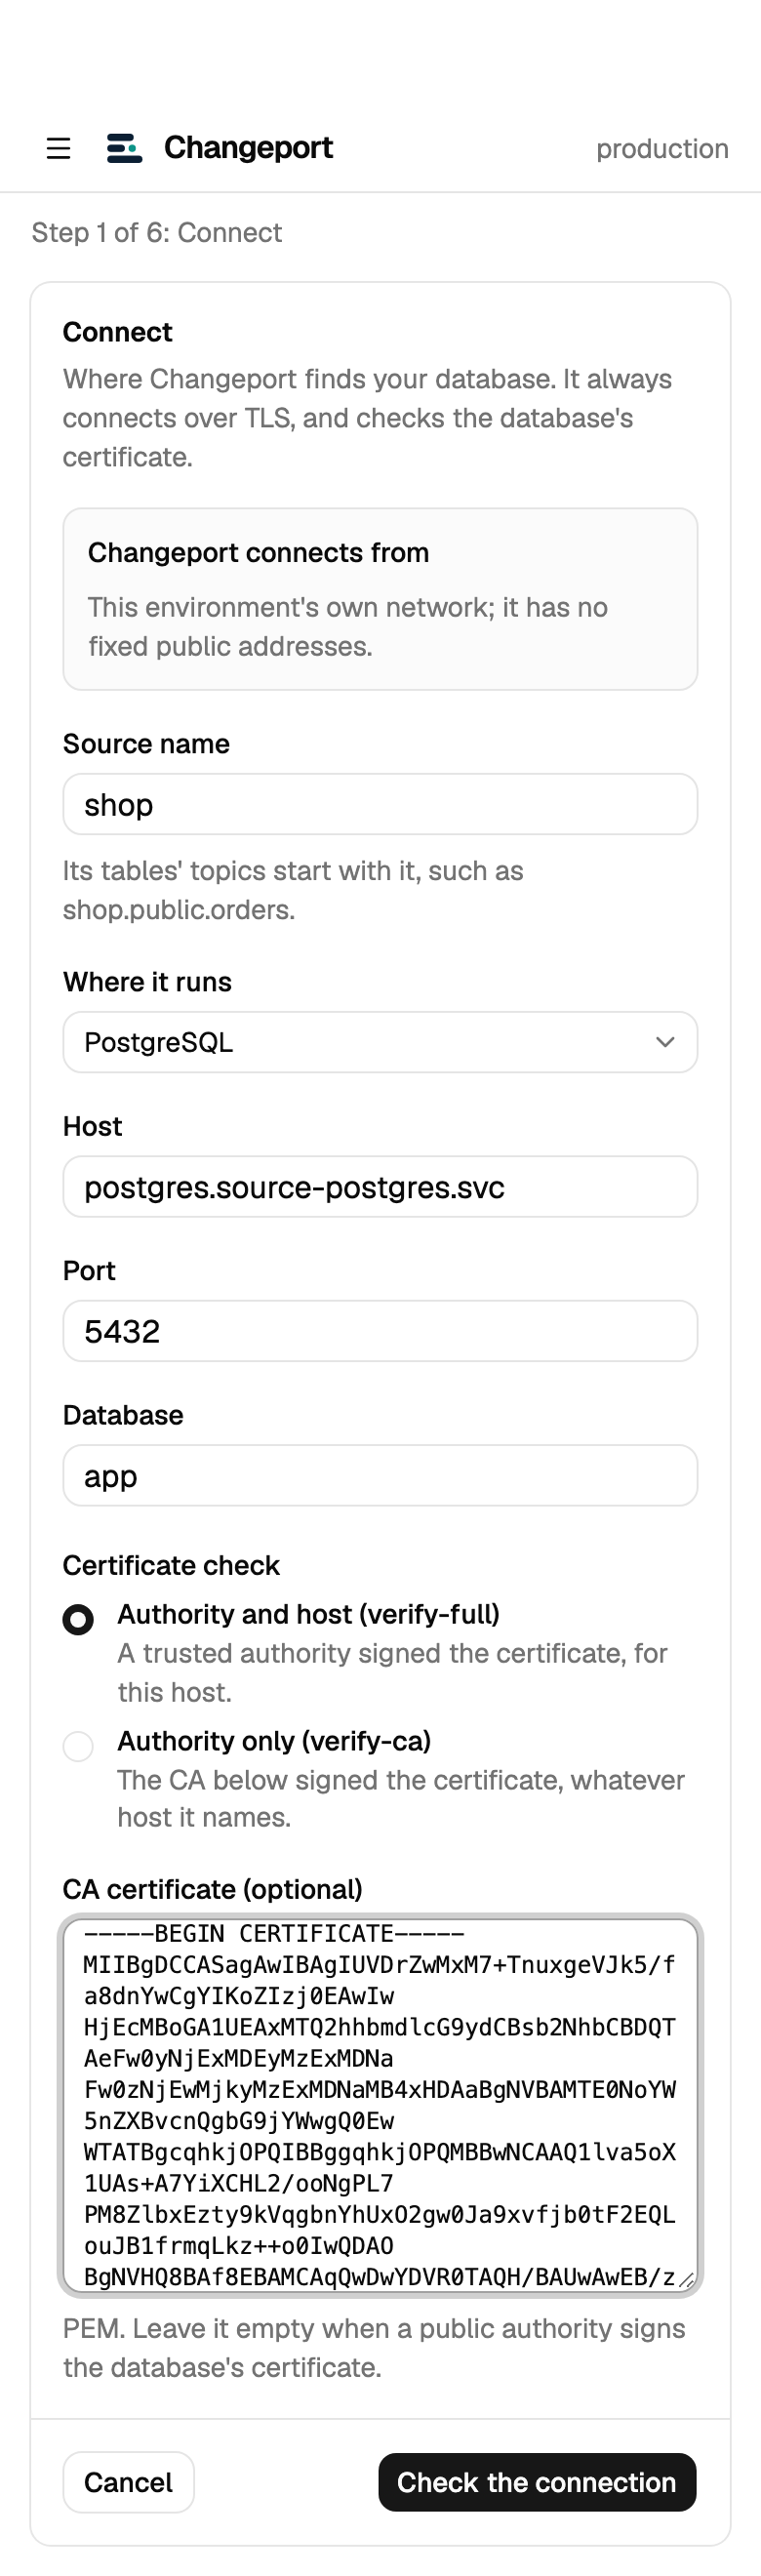 Changeport
production
Step 1 of 6: Connect
Connect
Where Changeport finds your database. It always
connects over TLS, and checks the database's
certificate.
Changeport connects from
This environment's own network; it has no
fixed public addresses.
Source name
shop
Its tables' topics start with it, such as
shop.public.orders.
Where it runs
PostgreSQL
Host
postgres.source-postgres.svc
Port
5432
Database
app
Certificate check
Authority and host (verify-full)
A trusted authority signed the certificate, for
this host.
Authority only (verify-ca)
The CA below signed the certificate, whatever
host it names.
CA certificate (optional)
-----BEGIN CERTIFICATE-----
MIIBgDCCASagAwIBAgIUVDrZwMxM7+TnuxgeVJk5/f
a8dnYwCgYIKoZIzj0EAwIw
HjEcMBoGA1UEAxMTQ2hhbmdlcG9ydCBsb2NhbCBDQT
AeFw0yNjExMDEyMzExMDNa
Fw0zNjEwMjkyMzExMDNaMB4xHDAaBgNVBAMTE0NoYW
5nZXBvcnQgbG9jYWwgQ0Ew
WTATBgcqhkjOPQIBBggqhkjOPQMBBwNCAAQ1lva5oX
1UAs+A7YiXCHL2/ooNgPL7
PM8ZlbxEzty9kVqgbnYhUxO2gw0Ja9xvfjb0tF2EQL
ouJB1frmqLkz++o0IwQDAO
BgNVHQ8BAf8EBAMCAqQwDwYDVR0TAQH/BAUwAwEB/z
PEM. Leave it empty when a public authority signs
the database's certificate.
Cancel
Check the connection